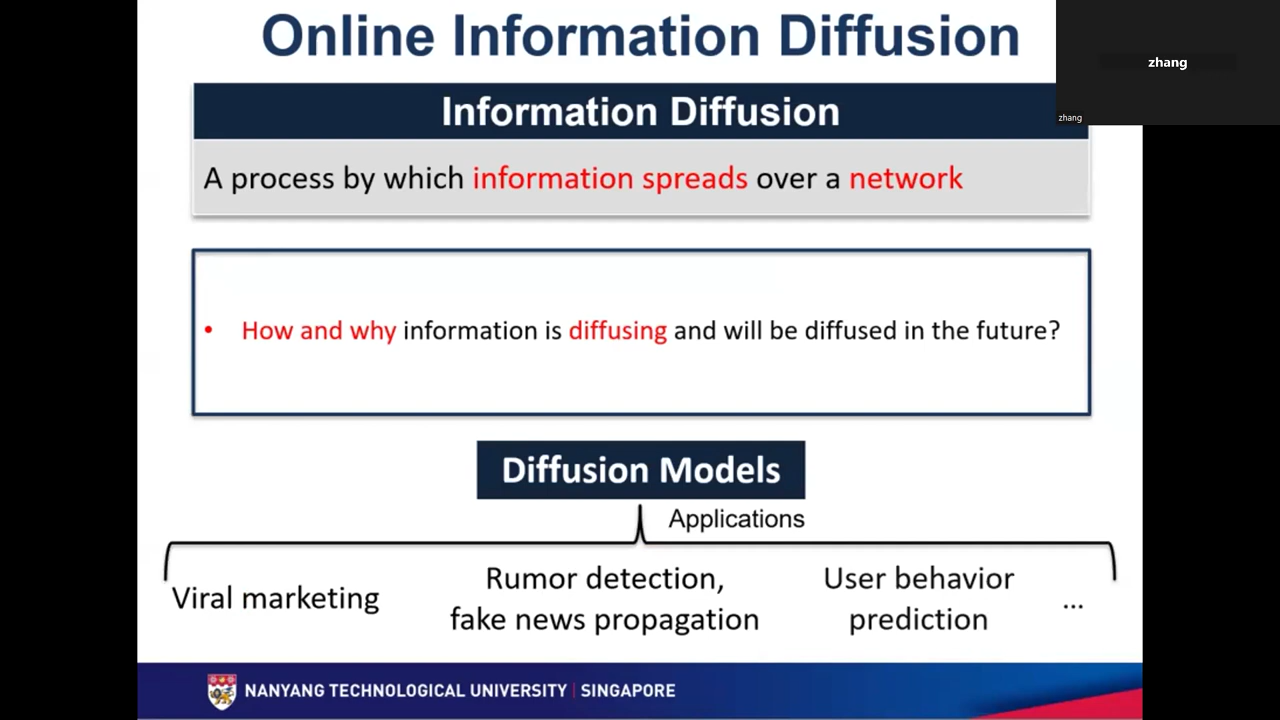 Online Information Diffusion
zhang
zhang
Information Diffusion
A process by which information spreads over a network
• How and why information is diffusing and will be diffused in the future?
Diffusion Models
Applications
Viral marketing
Rumor detection,
fake news propagation
User behavior
prediction
...
NANYANG TECHNOLOGICAL UNIVERSITY | SINGAPORE